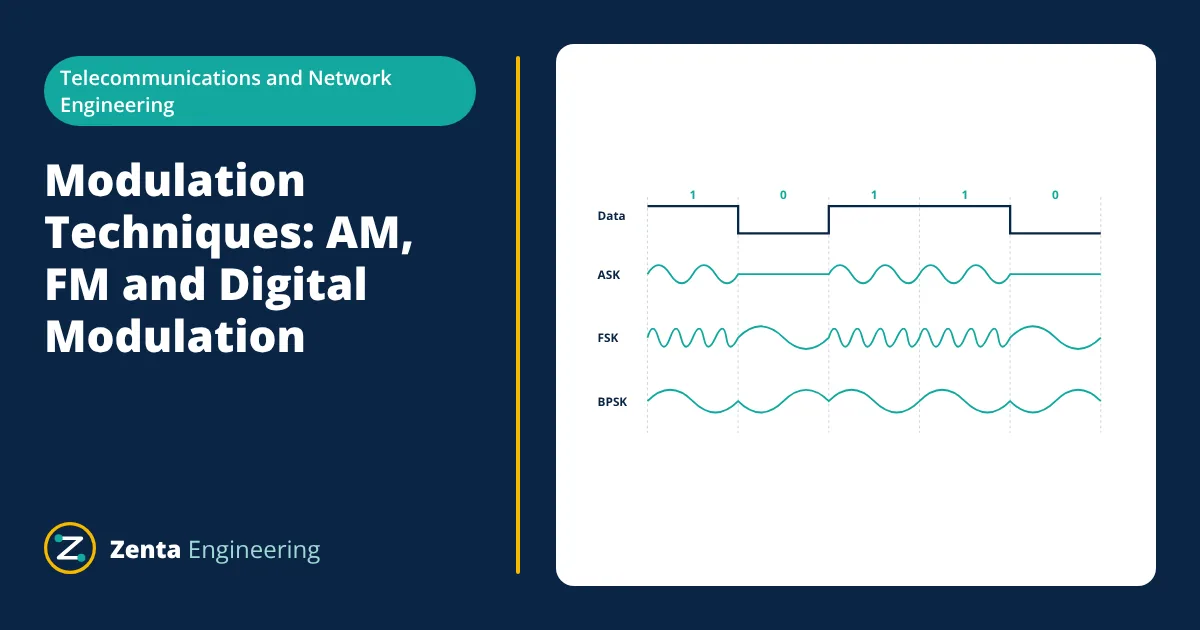 Telecommunications and Network
Engineering
Modulation
Techniques: AM,
FM and Digital
Modulation
Zenta Engineering
1 0 1 1 0
Data
ASK
FSK
BPSK